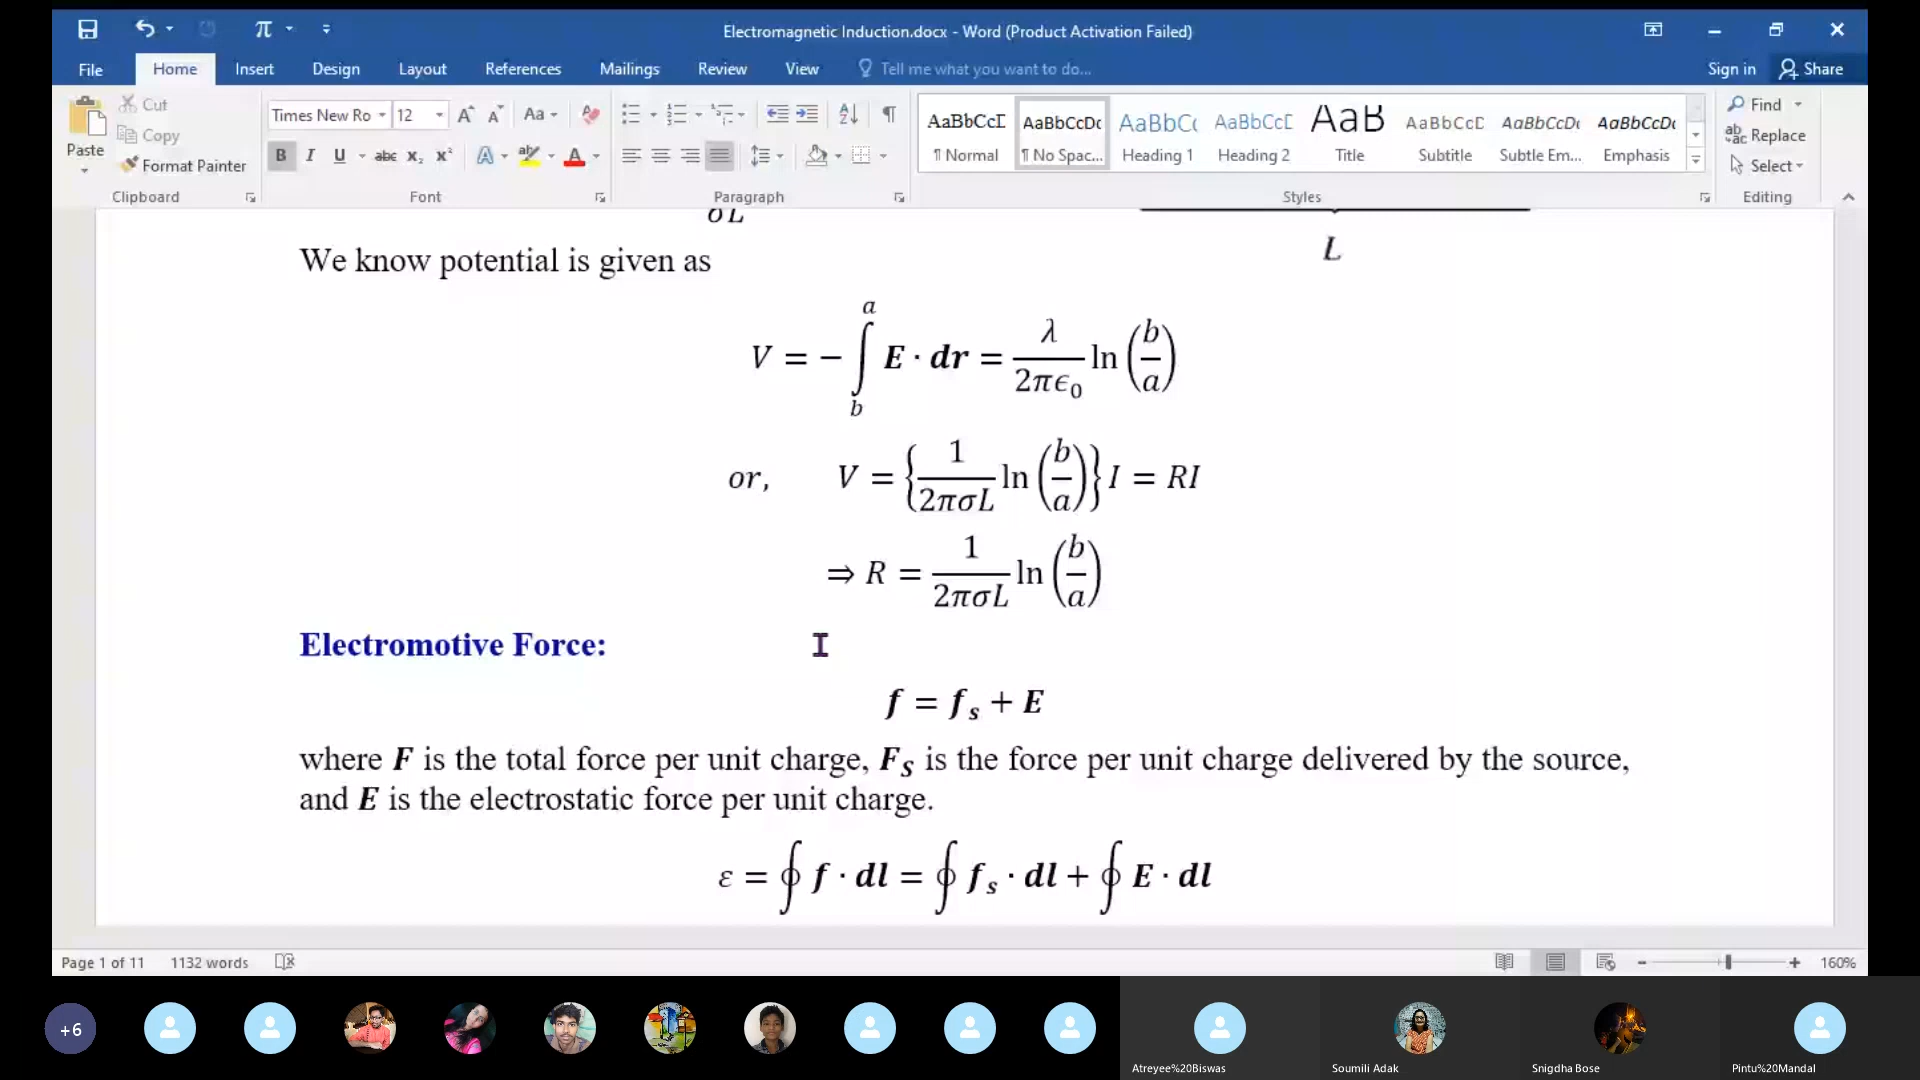 Electromagnetic Induction.docx - Word (Product Activation Failed)
File Home Insert Design Layout References Mailings Review View Tell me what you want to do... Sign in Share
Paste
Cut
Copy
Format Painter
Clipboard
Times New Ro 12
Font
Paragraph
AaBbCcI AaBbCcDc AaBbC( AaBbCcE AaB AaBbCcD AaBbCcDc AaBbCcDc
¶ Normal ¶ No Spac... Heading 1 Heading 2 Title Subtitle Subtle Em... Emphasis
Styles
Find
Replace
Select
Editing
σL
L
We know potential is given as
V = − ∫_b^a E · dr = λ/(2πϵ₀) ln (b/a)
or, V = {1/(2πσL) ln (b/a)} I = RI
⇒ R = 1/(2πσL) ln (b/a)
Electromotive Force:
f = f_s + E
where F is the total force per unit charge, F_S is the force per unit charge delivered by the source,
and E is the electrostatic force per unit charge.
ε = ∮ f · dl = ∮ f_s · dl + ∮ E · dl
Page 1 of 11 1132 words 160%
+6
Atreyee%20Biswas Soumili Adak Snigdha Bose Pintu%20Mandal